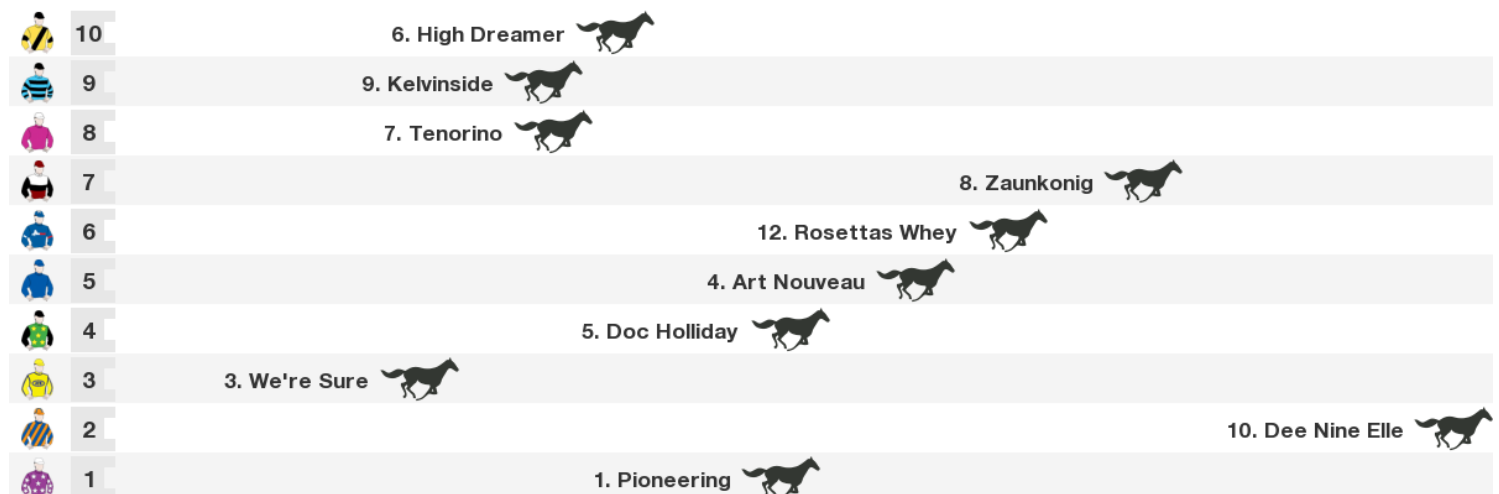 10 6. High Dreamer
9 9. Kelvinside
8 7. Tenorino
7 8. Zaunkonig
6 12. Rosettas Whey
5 4. Art Nouveau
4 5. Doc Holliday
3 3. We're Sure
2 10. Dee Nine Elle
1 1. Pioneering